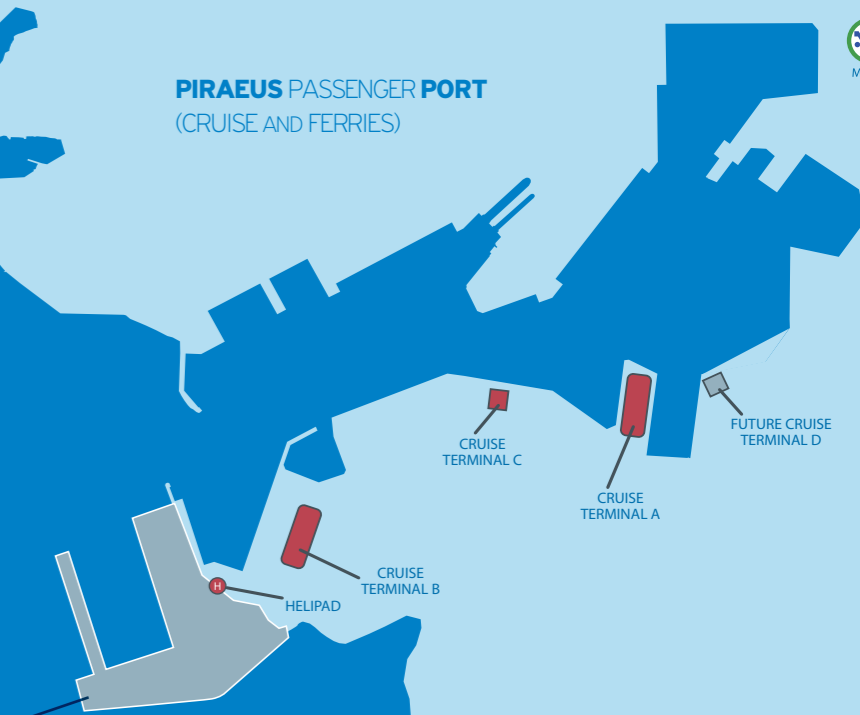 PIRAEUS PASSENGER PORT
(CRUISE AND FERRIES)
M
FUTURE CRUISE
TERMINAL D
CRUISE
TERMINAL C
CRUISE
TERMINAL A
CRUISE
TERMINAL B
H
HELIPAD